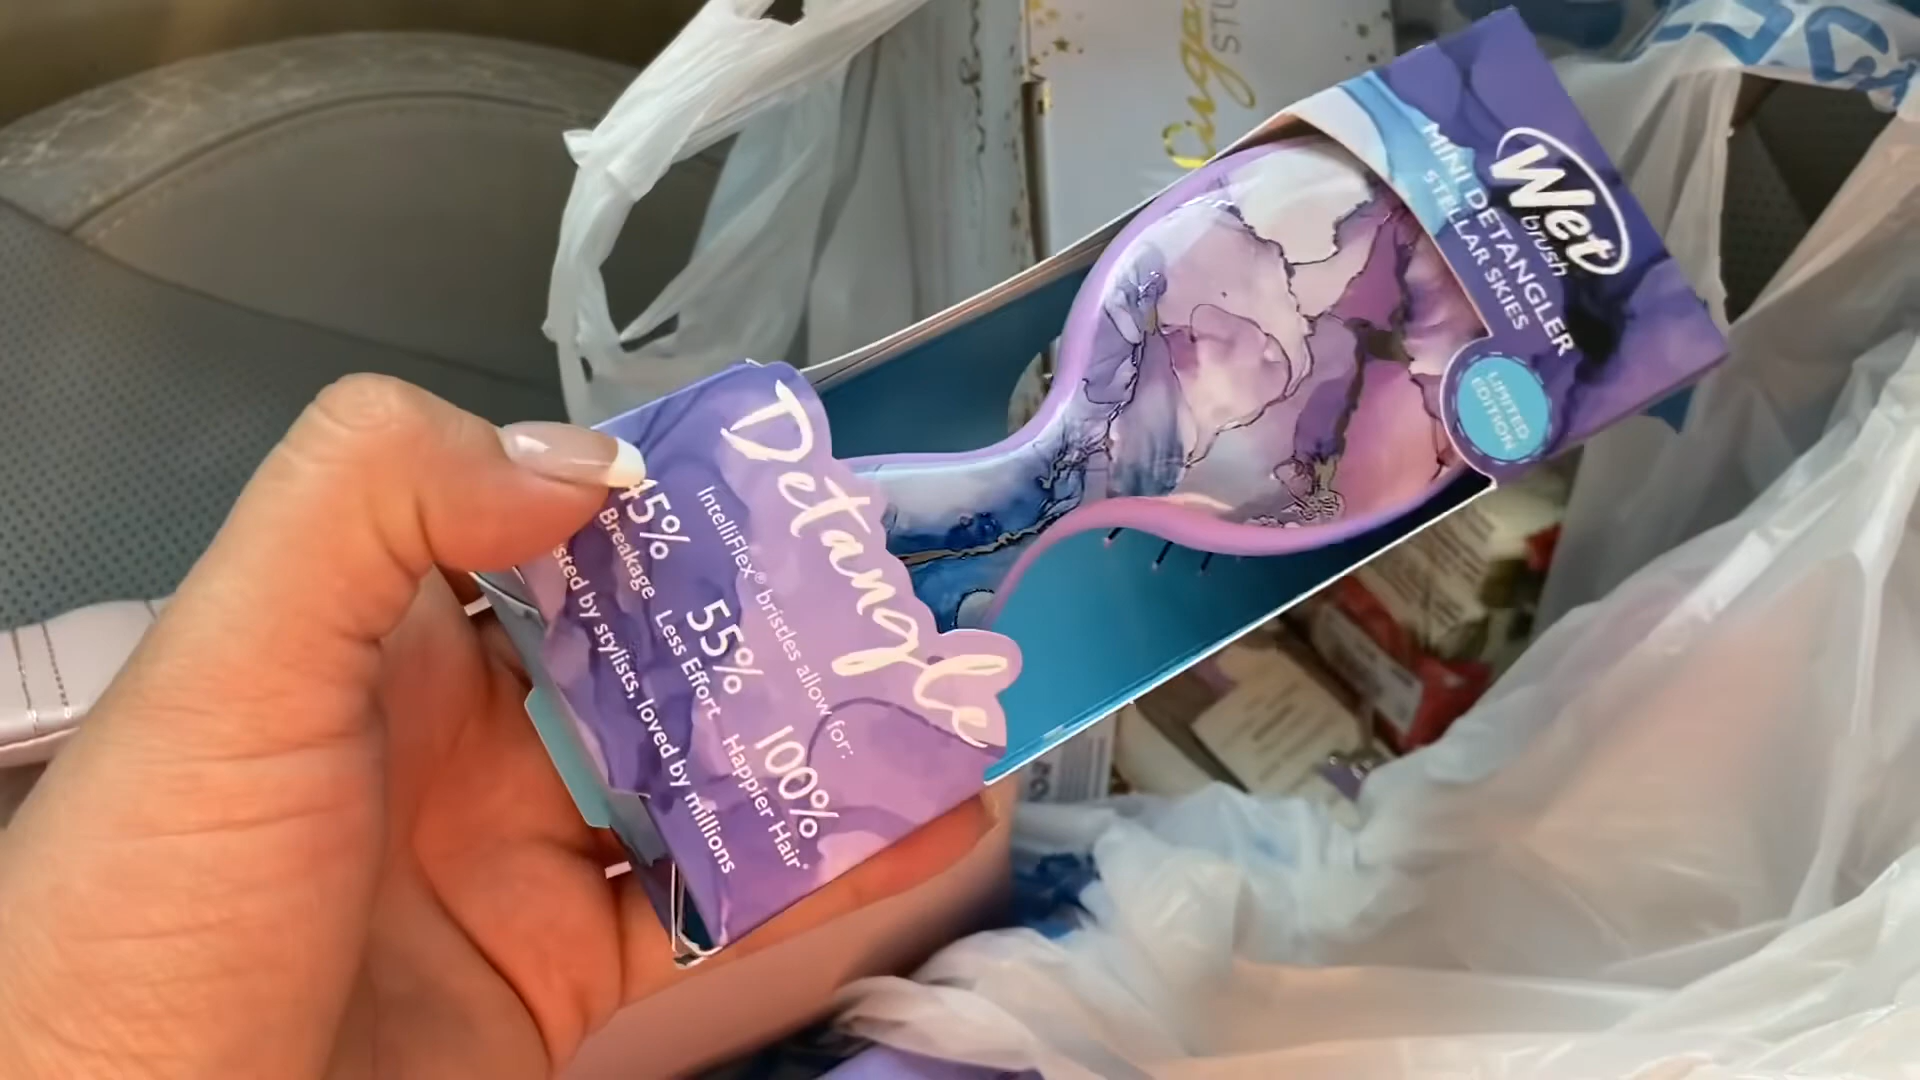 Wet
brush
MINI DETANGLER
STELLAR SKIES
LIMITED
EDITION
Detangle
IntelliFlex® bristles allow for:
45% 55% 100%
Breakage Less Effort Happier Hair*
by stylists, loved by millions